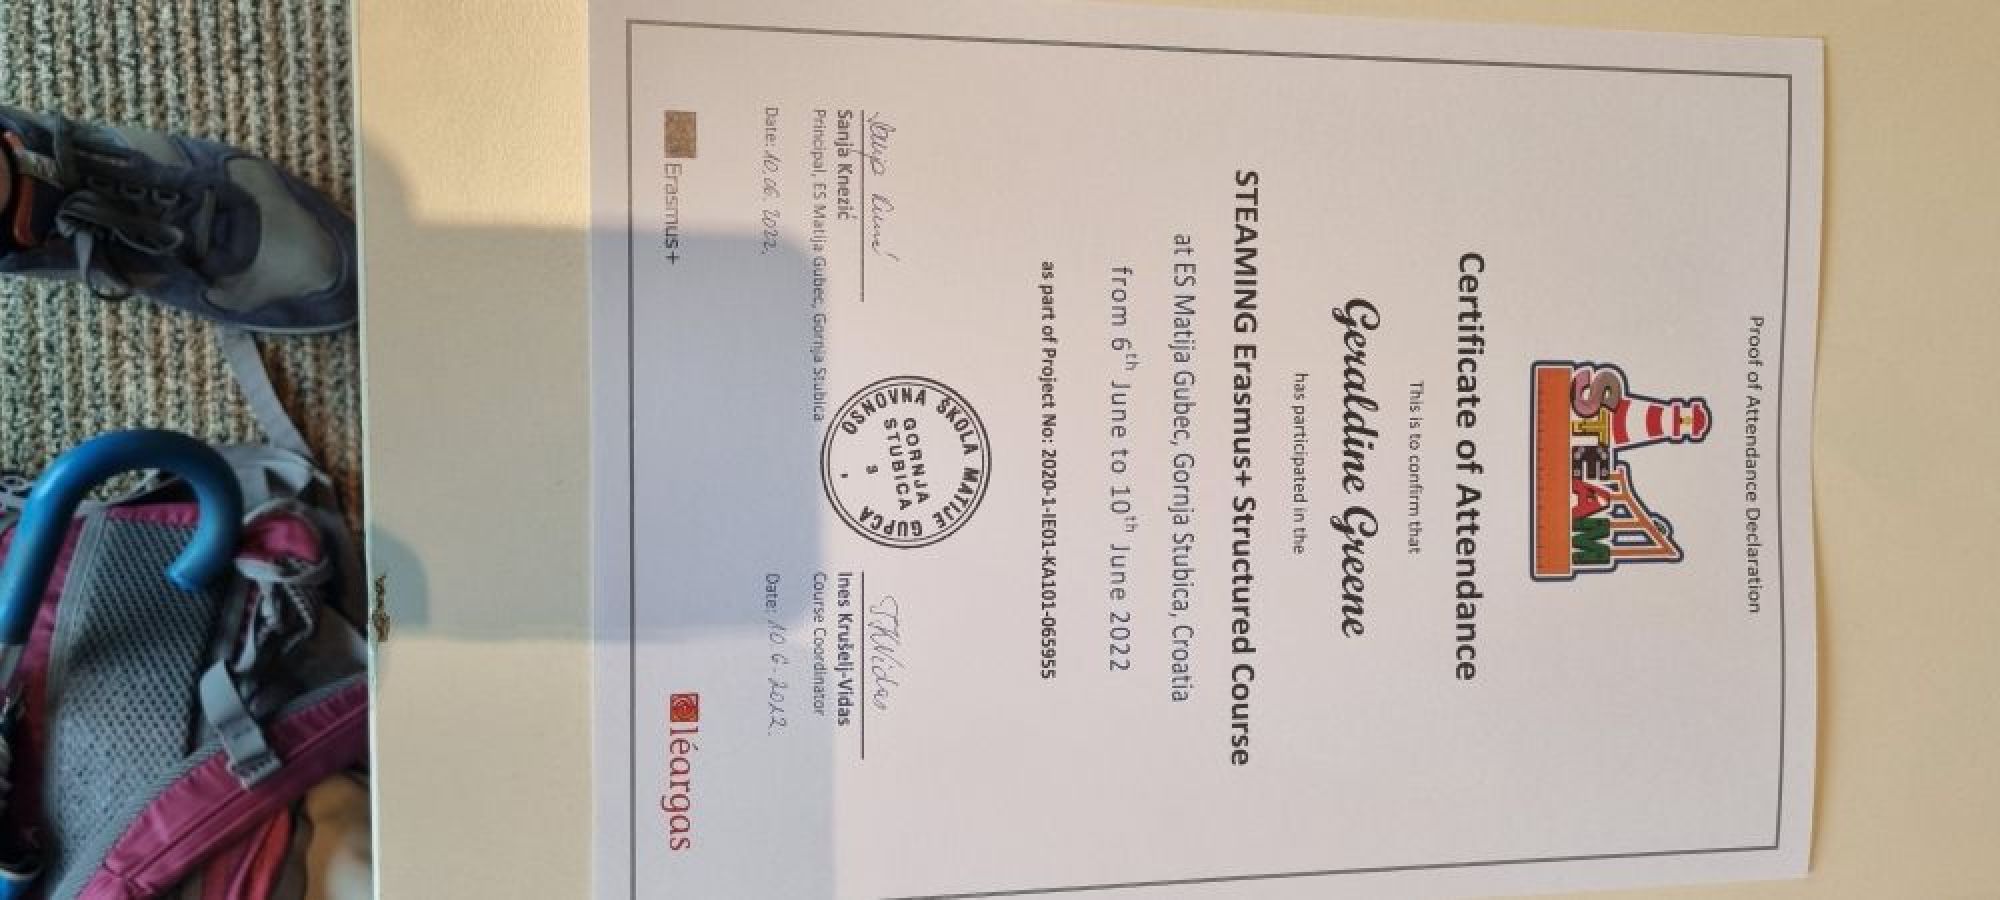 Proof of Attendance Declaration
STEAM
Certificate of Attendance
This is to confirm that
Geraldine Greene
has participated in the
STEAMING Erasmus+ Structured Course
at ES Matija Gubec, Gornja Stubica, Croatia
from 6th June to 10th June 2022
as part of Project No: 2020-1-IE01-KA101-065955
OSNOVNA ŠKOLA MATIJE GUPCA
GORNJA
STUBICA
3
Sanja Knezić
Principal, ES Matija Gubec, Gornja Stubica
Date: 10.06.2022.
Ines Krušelj-Vidas
Course Coordinator
Date: 10.6.2022.
Erasmus+
léargas